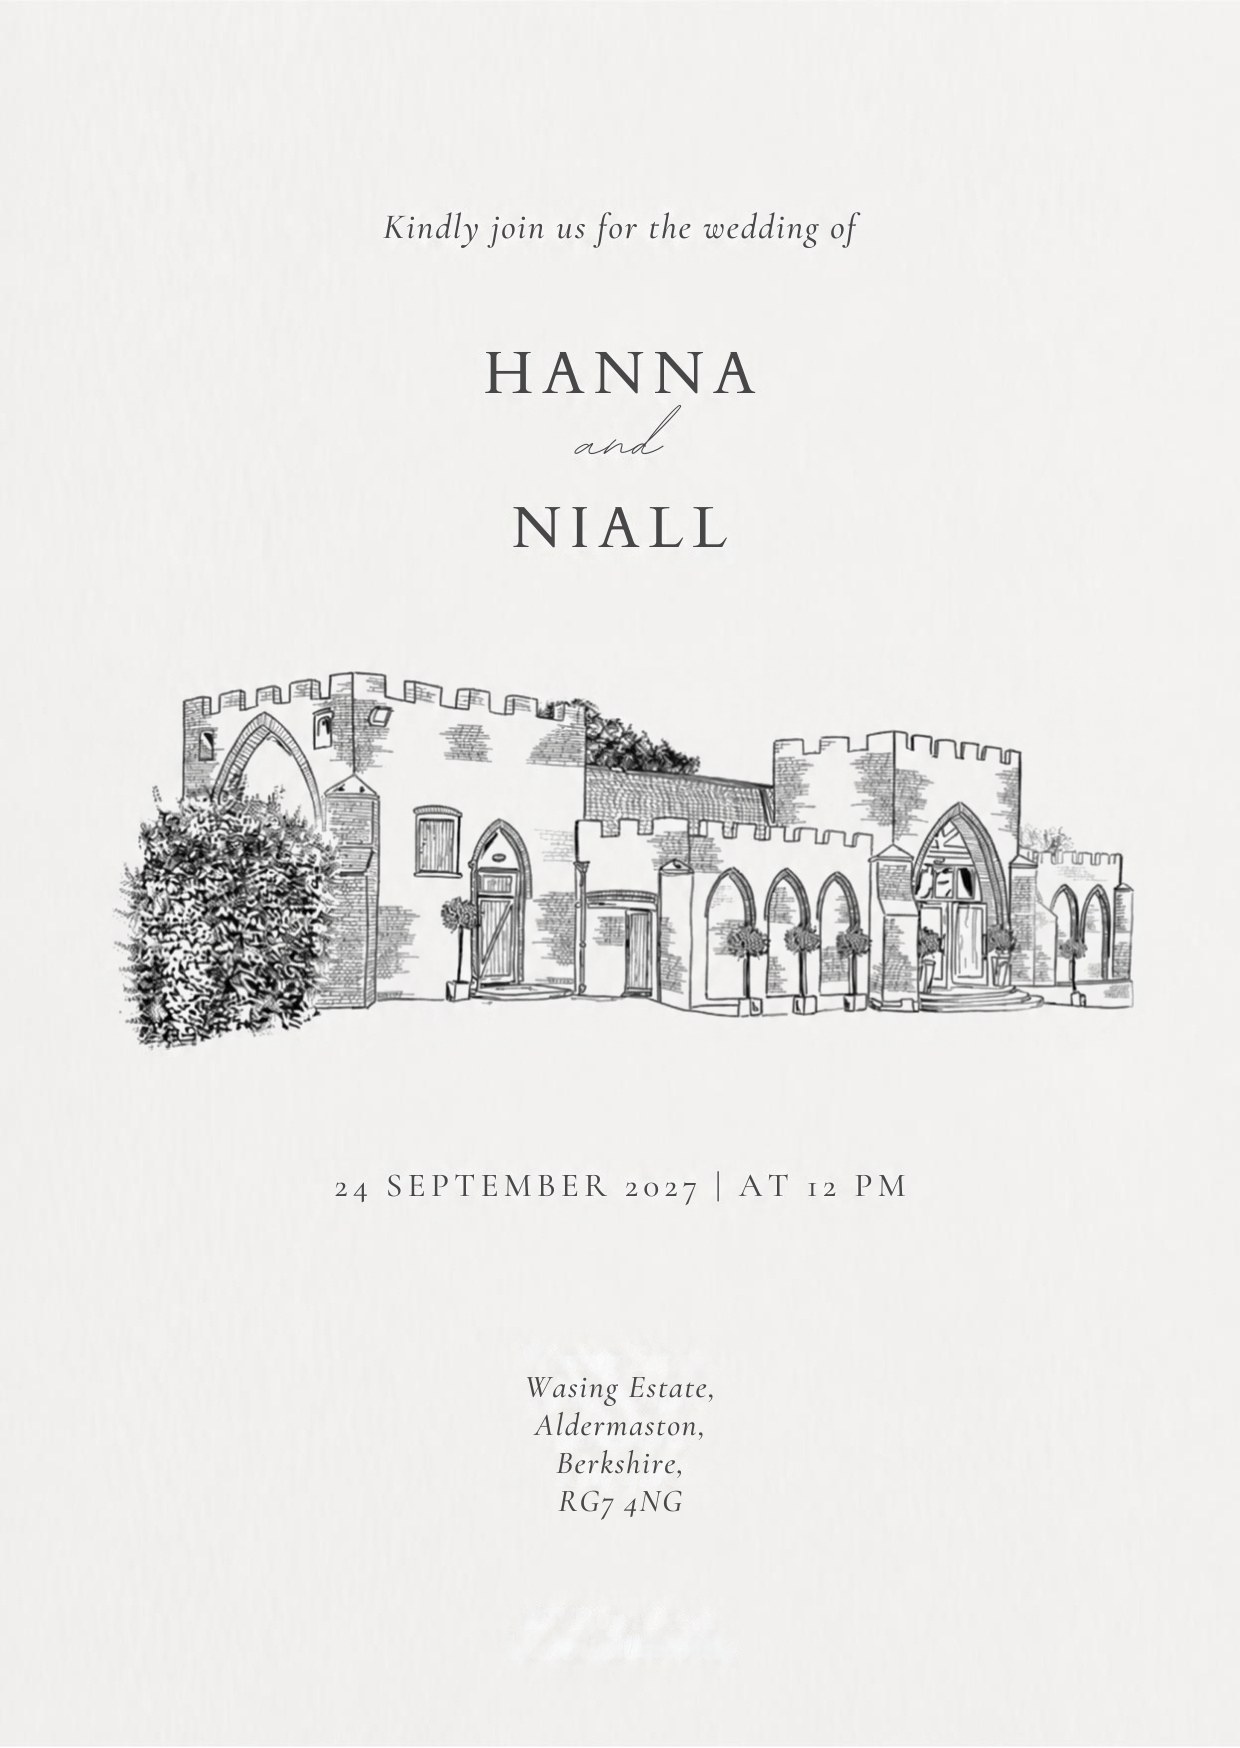 Kindly join us for the wedding of
HANNA
and
NIALL
24 SEPTEMBER 2027 | AT 12 PM
Wasing Estate,
Aldermaston,
Berkshire,
RG7 4NG